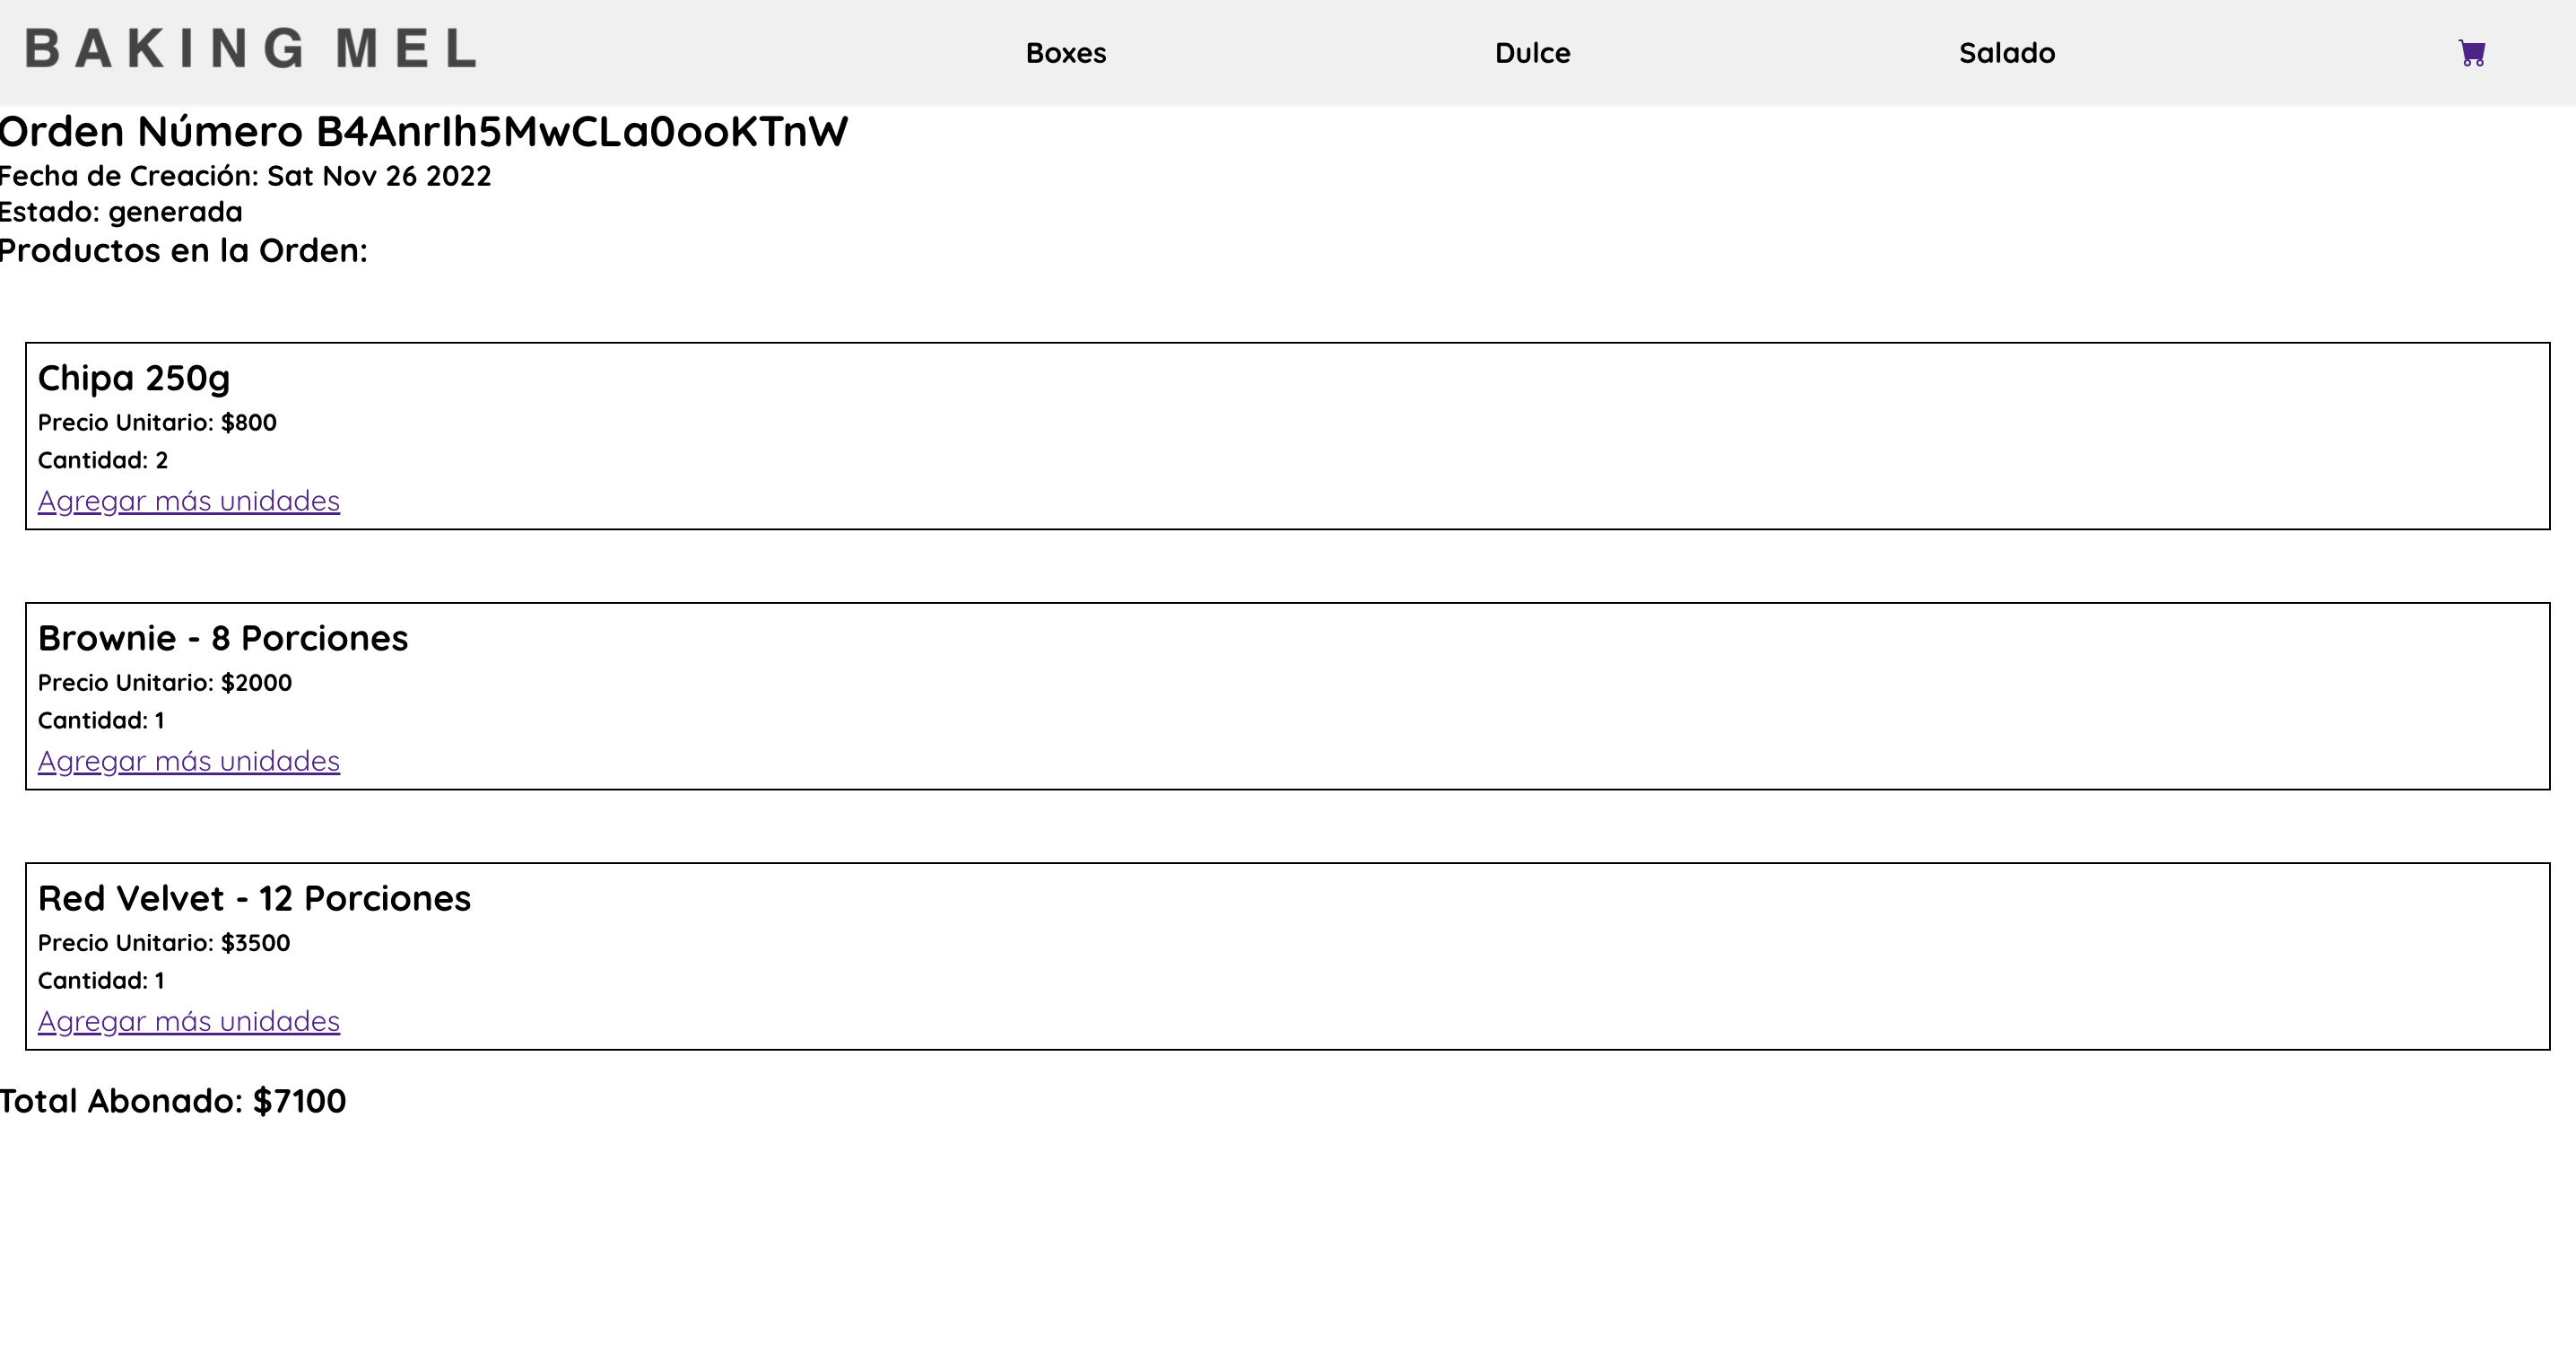 BAKING MEL
Boxes
Dulce
Salado
Orden Número B4AnrIh5MwCLa0ooKTnW
Fecha de Creación: Sat Nov 26 2022
Estado: generada
Productos en la Orden:
Chipa 250g
Precio Unitario: $800
Cantidad: 2
Agregar más unidades
Brownie - 8 Porciones
Precio Unitario: $2000
Cantidad: 1
Agregar más unidades
Red Velvet - 12 Porciones
Precio Unitario: $3500
Cantidad: 1
Agregar más unidades
Total Abonado: $7100